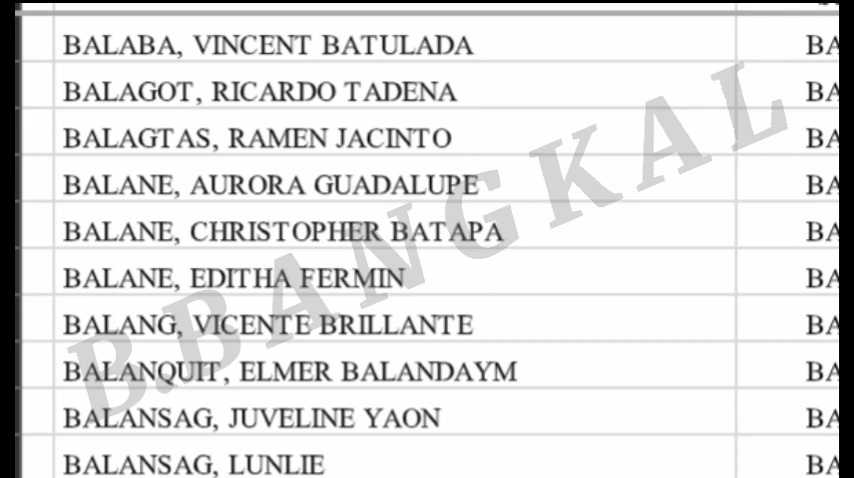 BALABA, VINCENT BATULADA BA
BALAGOT, RICARDO TADENA BA
BALAGTAS, RAMEN JACINTO BA
BALANE, AURORA GUADALUPE BA
BALANE, CHRISTOPHER BATAPA BA
BALANE, EDITHA FERMIN BA
BALANG, VICENTE BRILLANTE BA
BALANQUIT, ELMER BALANDAYM BA
BALANSAG, JUVELINE YAON BA
BALANSAG, LUNLIE BA
B.BANGKAL